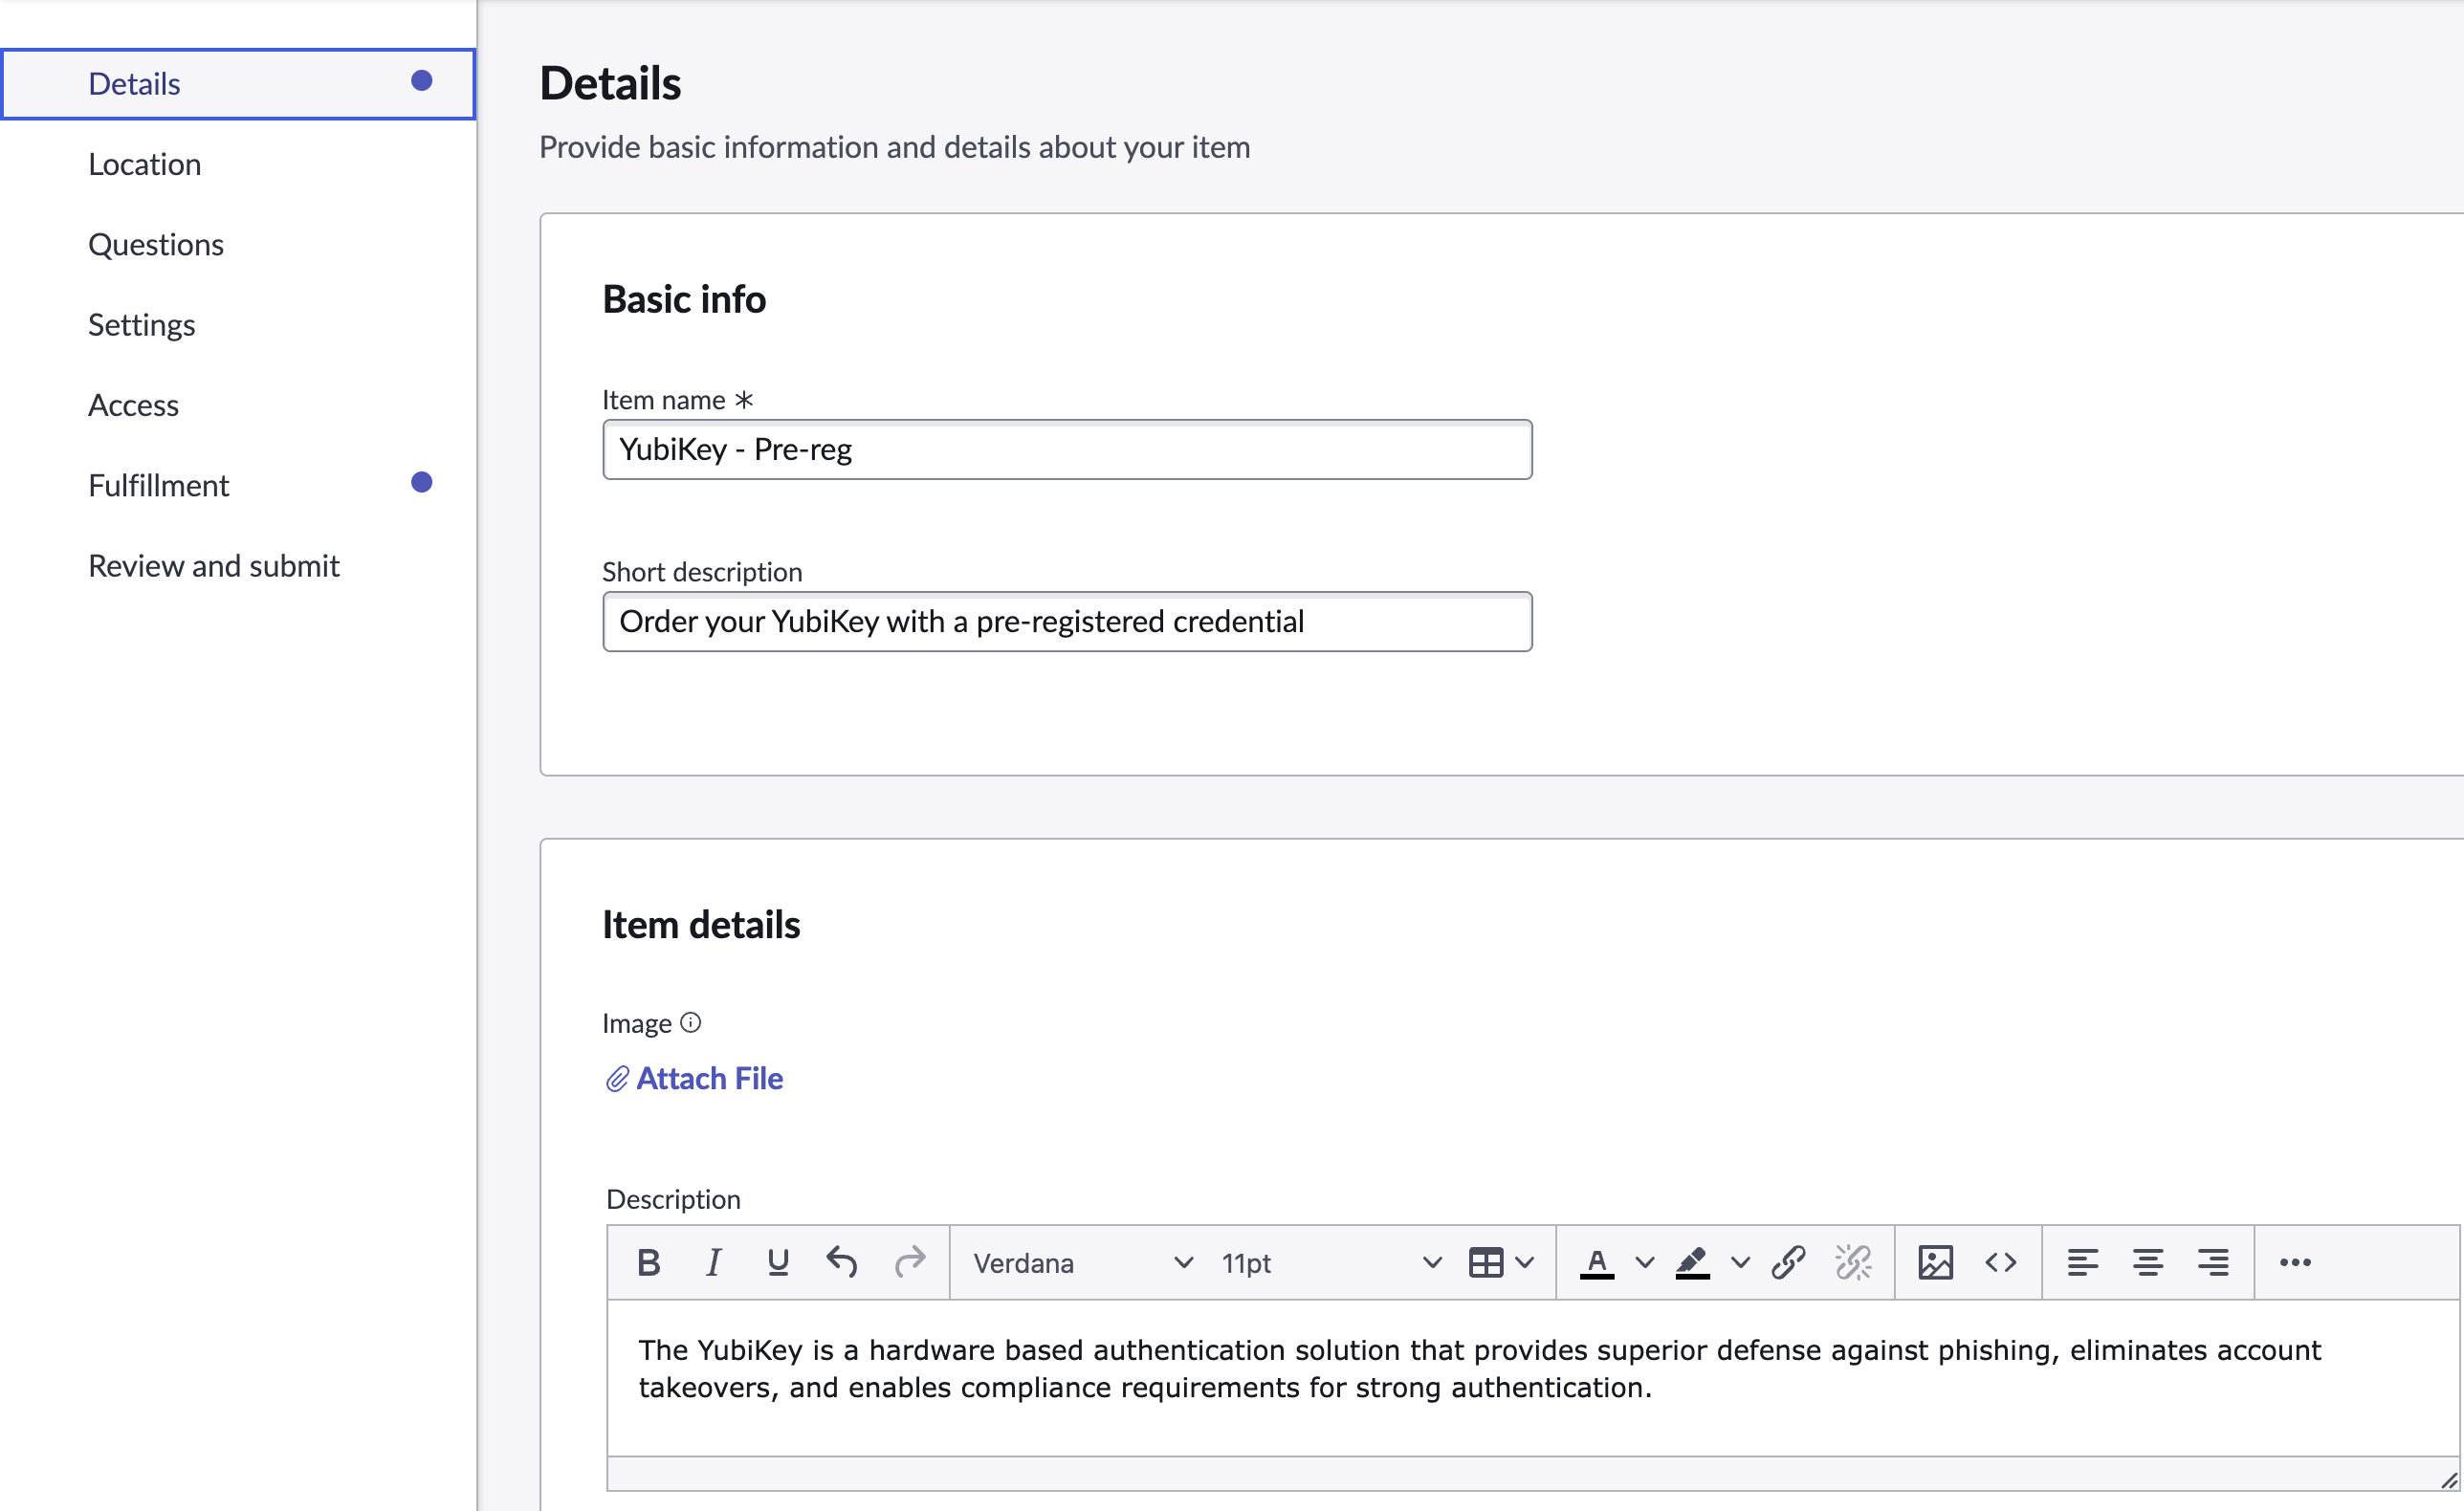 Details
Location
Questions
Settings
Access
Fulfillment
Review and submit
Details
Provide basic information and details about your item
Basic info
Item name *
YubiKey - Pre-reg
Short description
Order your YubiKey with a pre-registered credential
Item details
Image
Attach File
Description
B I U Verdana 11pt A
The YubiKey is a hardware based authentication solution that provides superior defense against phishing, eliminates account
takeovers, and enables compliance requirements for strong authentication.